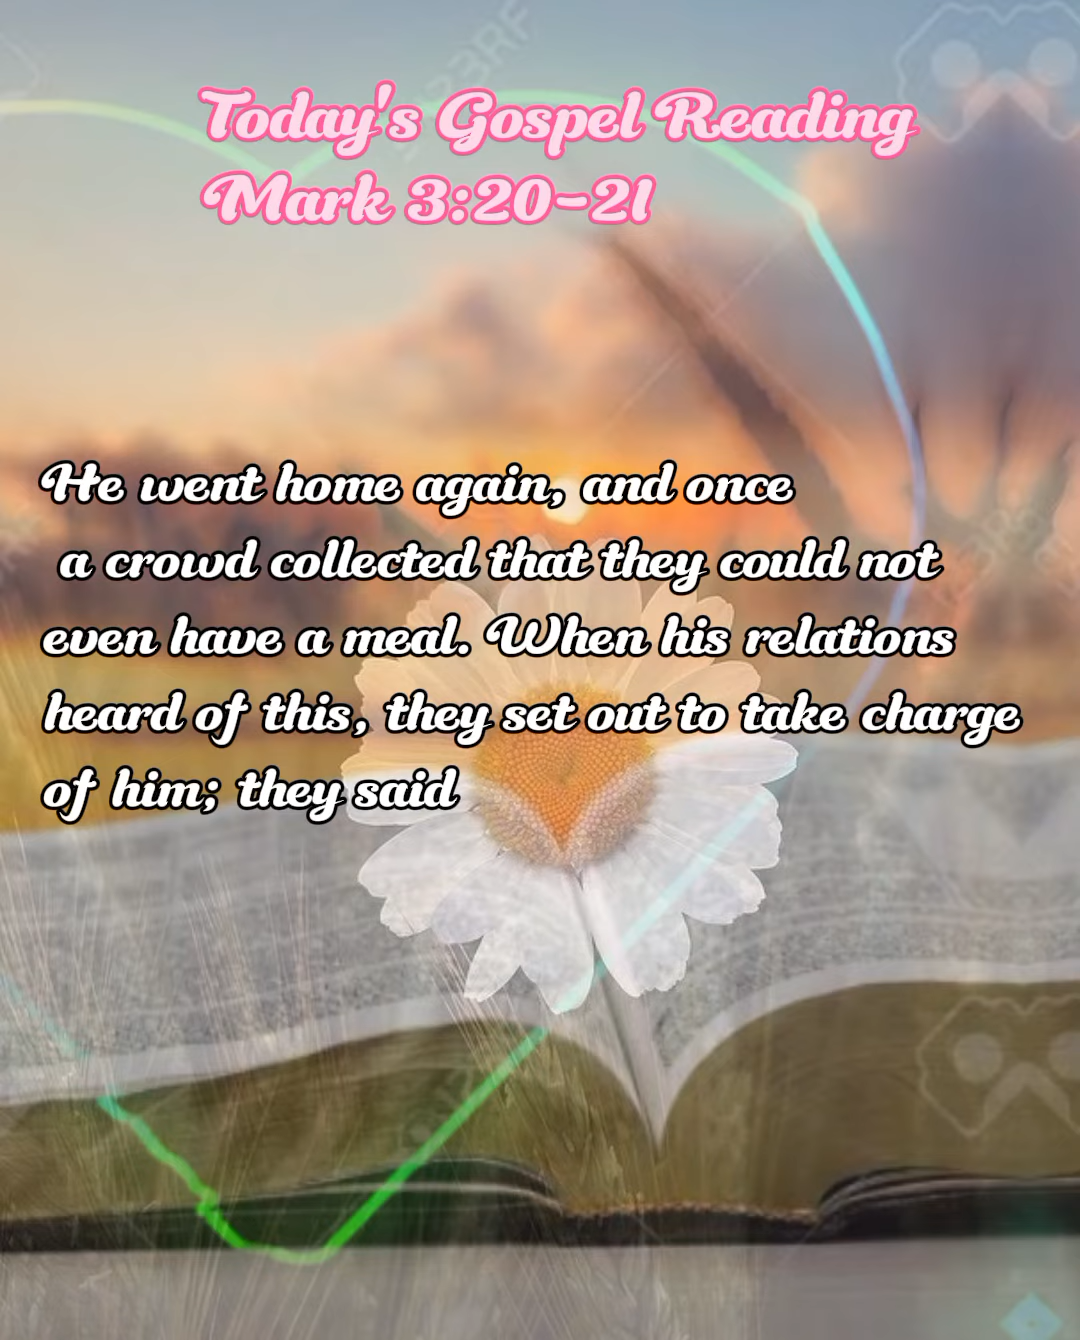 Today's Gospel Reading
Mark 3:20-21
He went home again, and once
a crowd collected that they could not
even have a meal. When his relations
heard of this, they set out to take charge
of him; they said